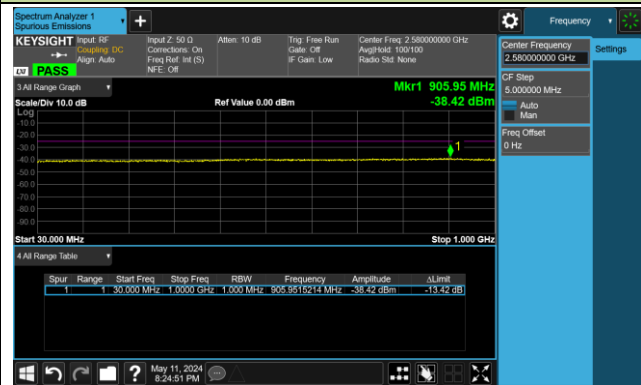 Spectrum Analyzer 1
Spurious Emissions
Frequency
KEYSIGHT Input: RF
Coupling: DC
Align: Auto
Input Z: 50 Ω
Corrections: On
Freq Ref: Int (S)
NFE: Off
Atten: 10 dB
Trig: Free Run
Gate: Off
IF Gain: Low
Center Freq: 2.580000000 GHz
Avg|Hold: 100/100
Radio Std: None
LXI PASS
3 All Range Graph
Mkr1 905.95 MHz
Scale/Div 10.0 dB
Ref Value 0.00 dBm
-38.42 dBm
Log
-10.0
-20.0
-30.0
-40.0
-50.0
-60.0
-70.0
-80.0
-90.0
1
Start 30.000 MHz
Stop 1.000 GHz
4 All Range Table
Spur Range Start Freq Stop Freq RBW Frequency Amplitude ΔLimit
1 1 30.000 MHz 1.0000 GHz 1.000 MHz 905.9515214 MHz -38.42 dBm -13.42 dB
Center Frequency
2.580000000 GHz
Settings
CF Step
5.000000 MHz
Auto
Man
Freq Offset
0 Hz
May 11, 2024
8:24:51 PM